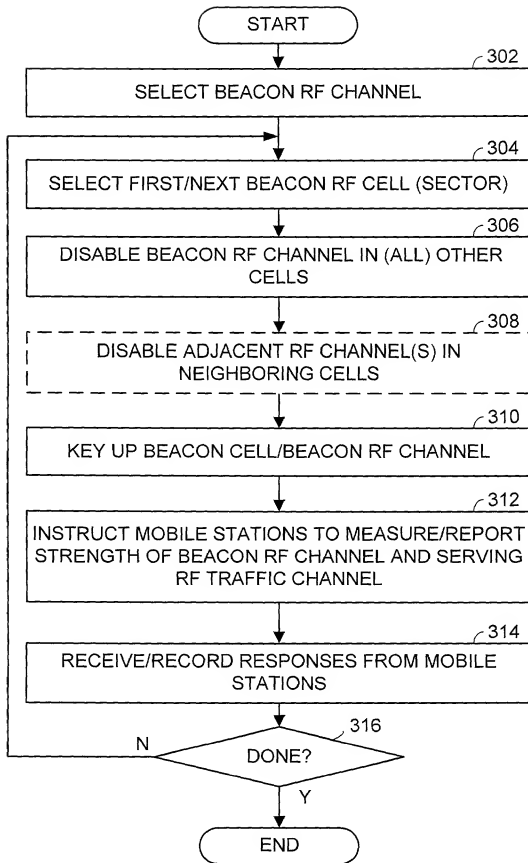 START
302
SELECT BEACON RF CHANNEL
304
SELECT FIRST/NEXT BEACON RF CELL (SECTOR)
306
DISABLE BEACON RF CHANNEL IN (ALL) OTHER
CELLS
308
DISABLE ADJACENT RF CHANNEL(S) IN
NEIGHBORING CELLS
310
KEY UP BEACON CELL/BEACON RF CHANNEL
312
INSTRUCT MOBILE STATIONS TO MEASURE/REPORT
STRENGTH OF BEACON RF CHANNEL AND SERVING
RF TRAFFIC CHANNEL
314
RECEIVE/RECORD RESPONSES FROM MOBILE
STATIONS
316
N
DONE?
Y
END